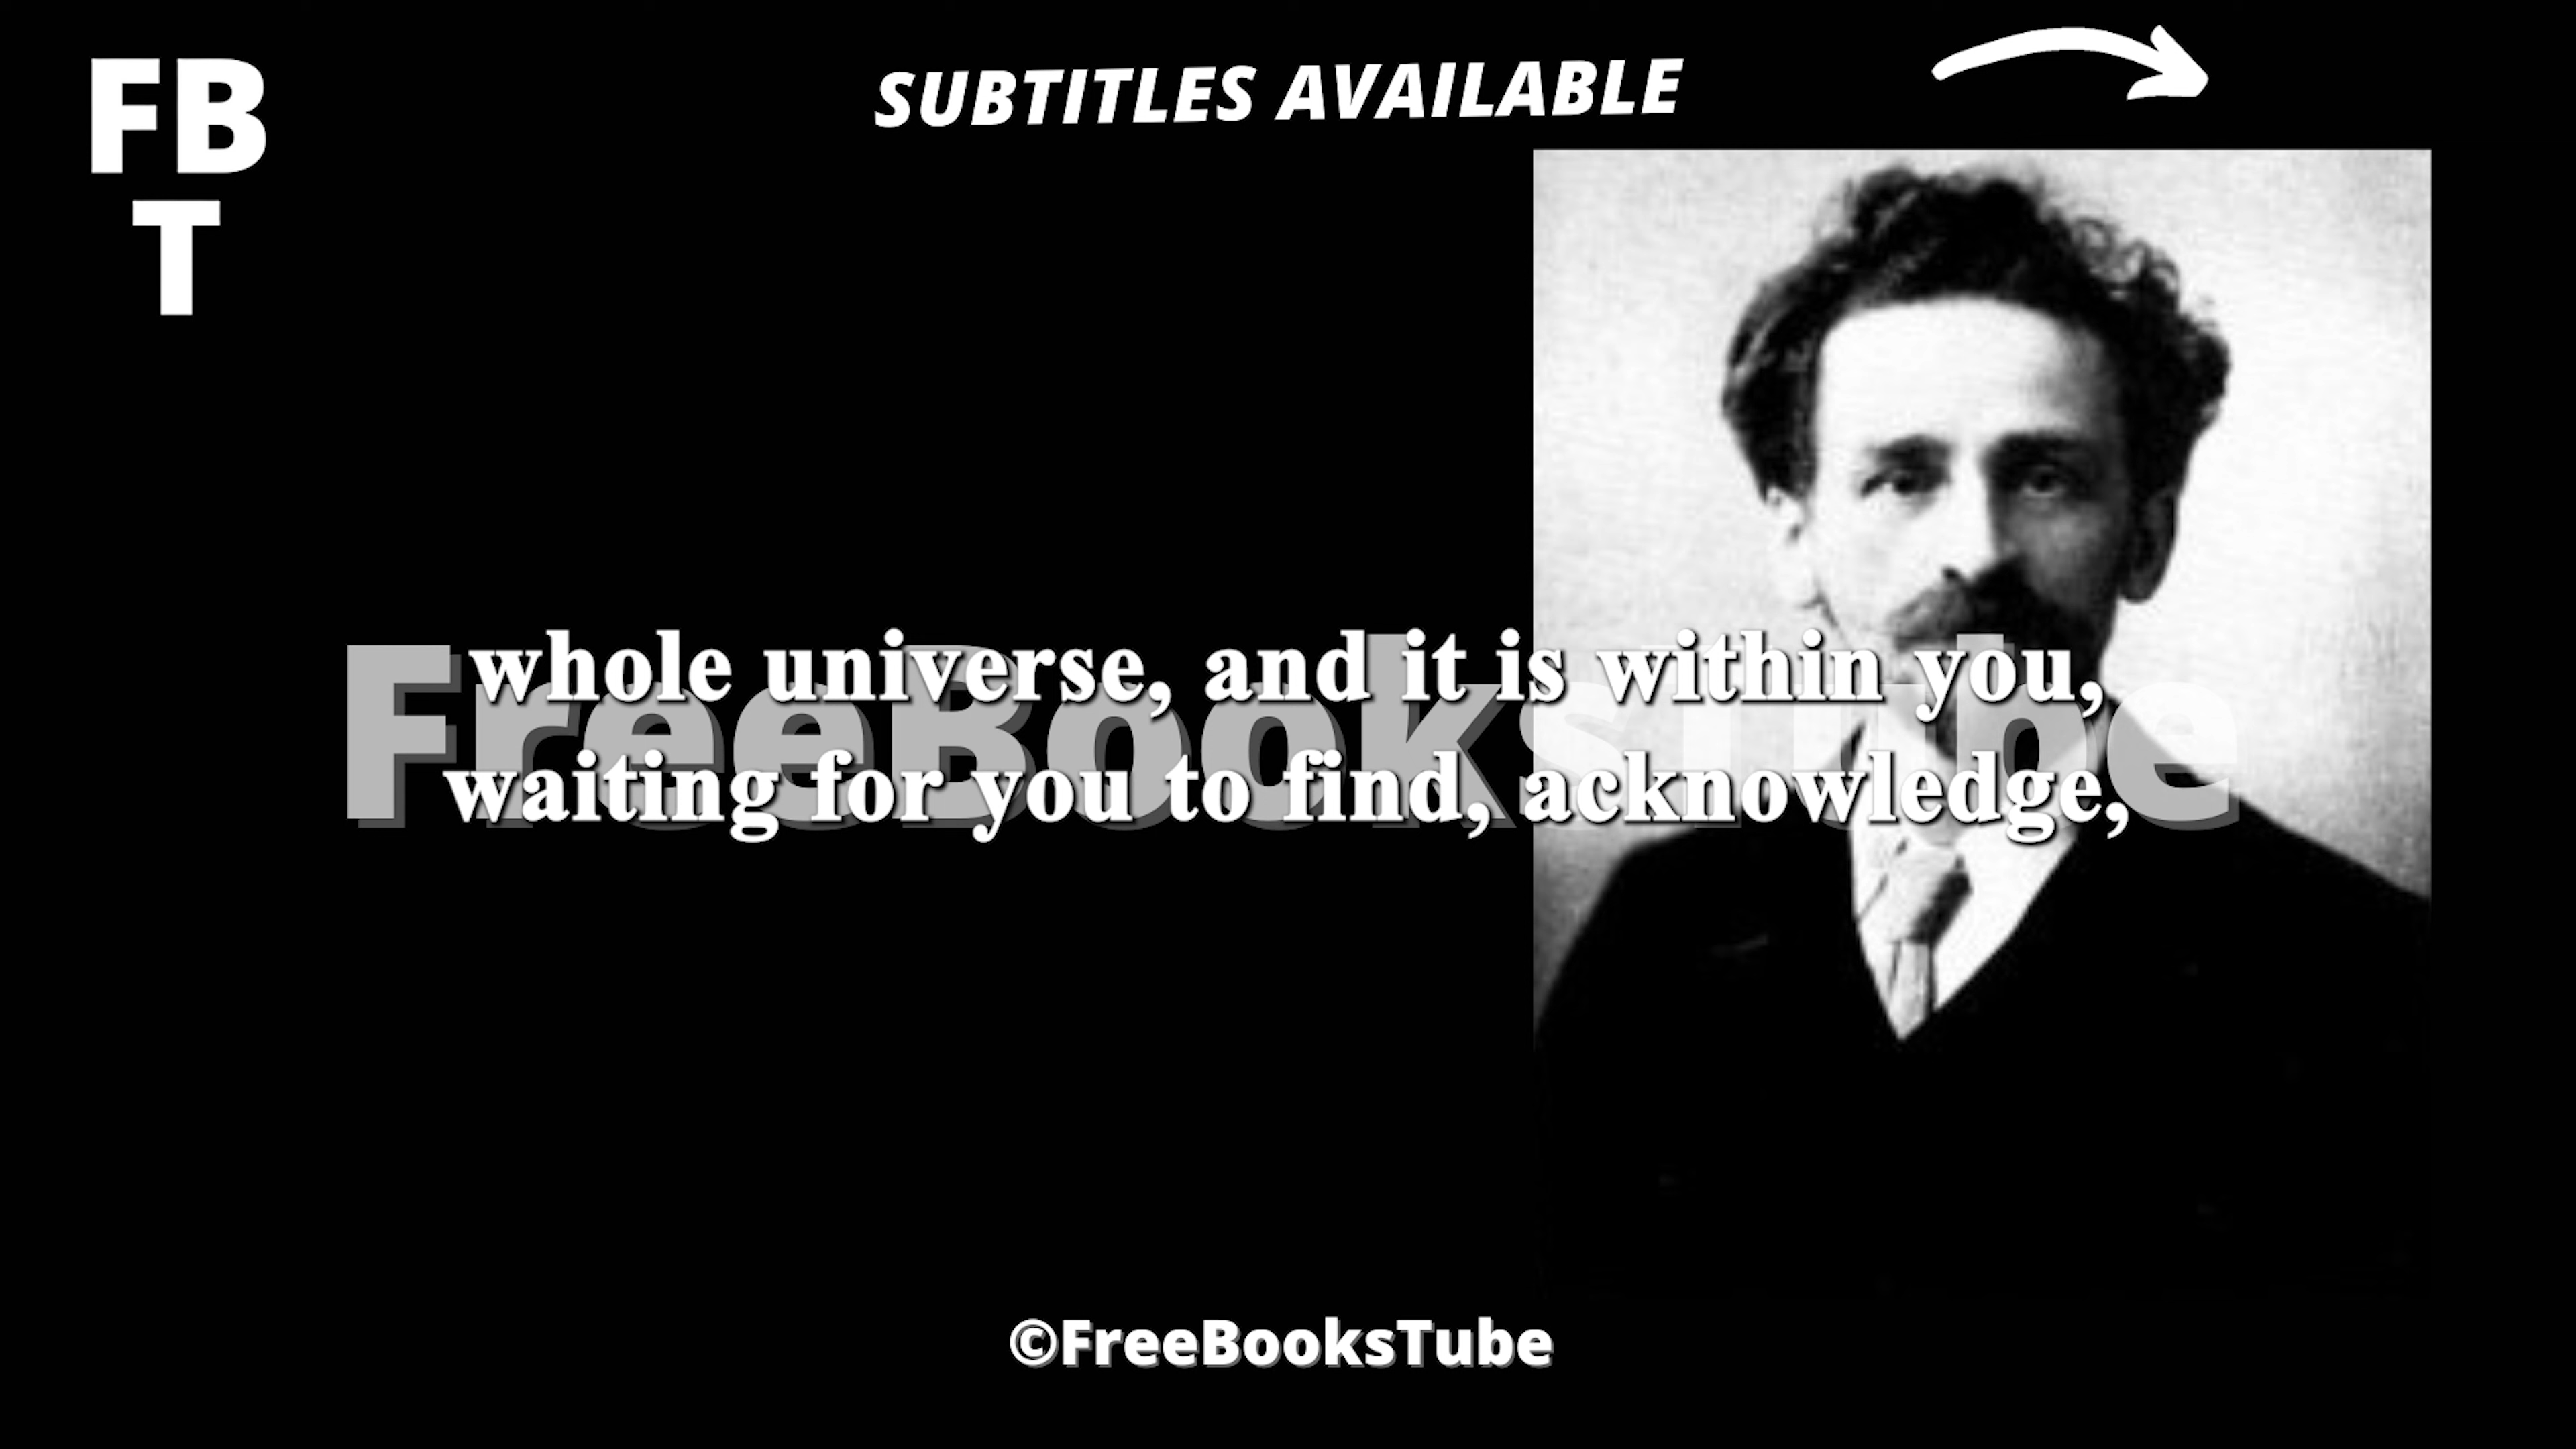 FB
T
SUBTITLES AVAILABLE
FreeBooksTube
whole universe, and it is within you,
waiting for you to find, acknowledge,
©FreeBooksTube